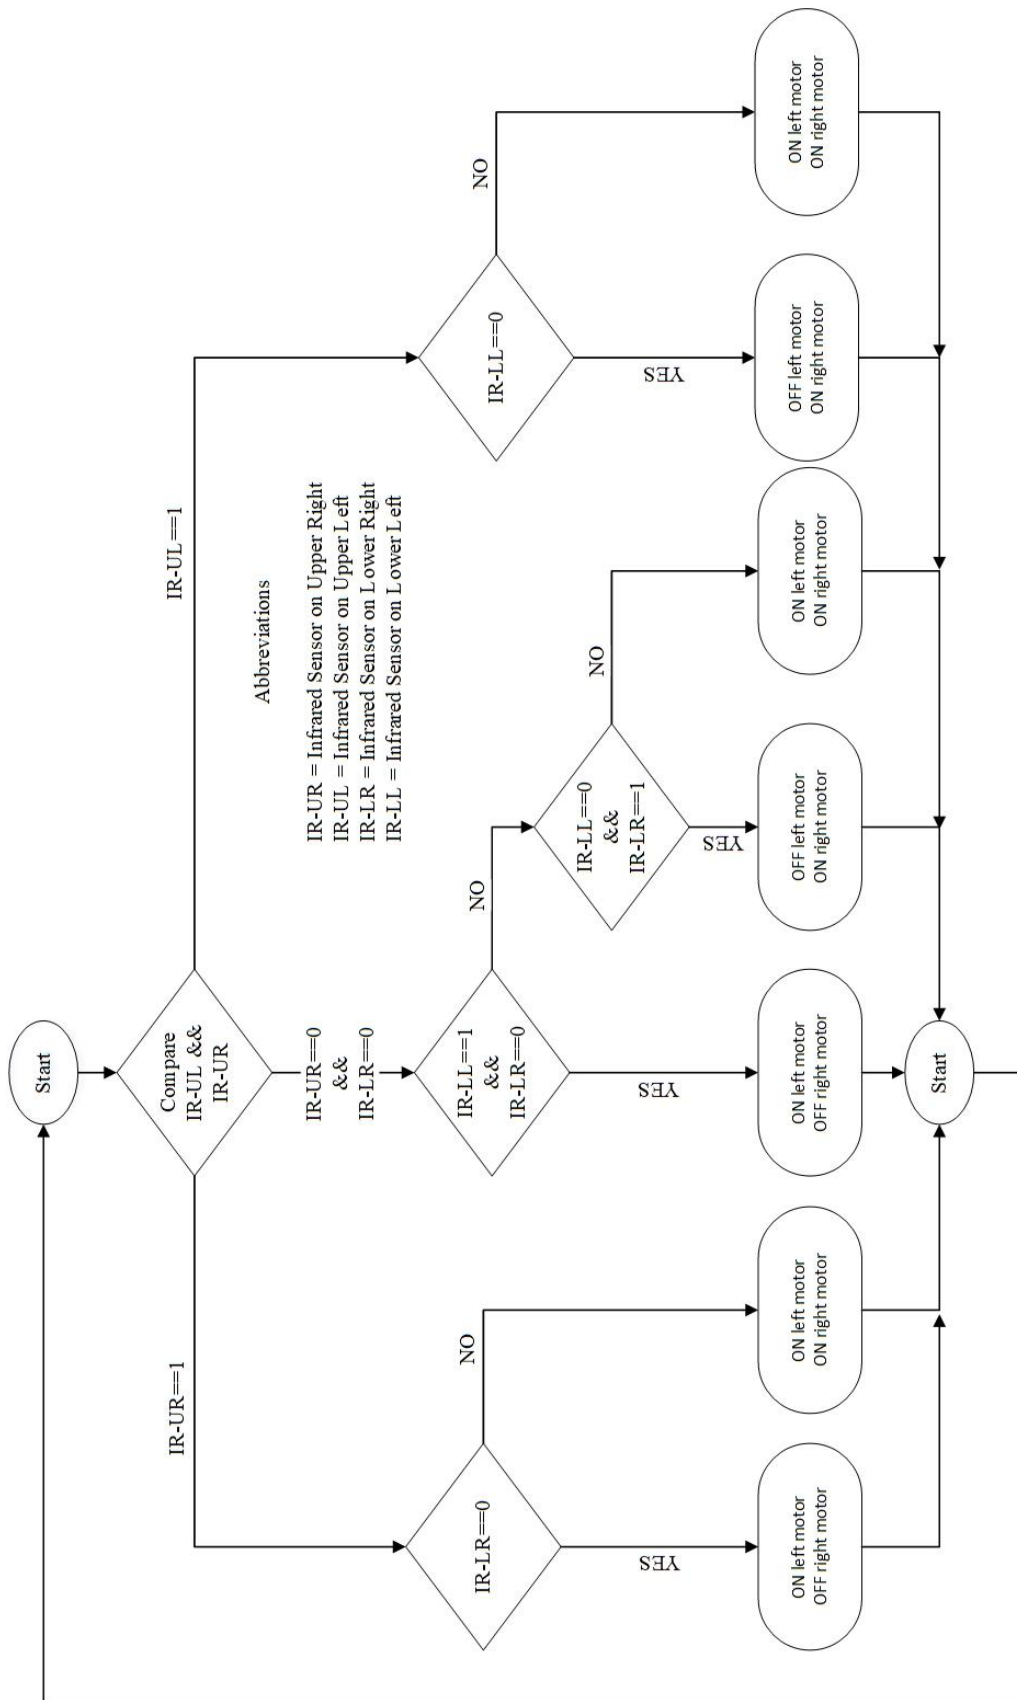 Start
Compare
IR-UL &&
IR-UR
IR-UR==1
IR-UL==1
Abbreviations
IR-UR = Infrared Sensor on Upper Right
IR-UL = Infrared Sensor on Upper Left
IR-LR = Infrared Sensor on Lower Right
IR-LL = Infrared Sensor on Lower Left
IR-UR==0
&&
IR-LR==0
IR-LR==0
NO
YES
IR-LL==1
&&
IR-LR==0
NO
YES
IR-LL==0
&&
IR-LR==1
NO
YES
IR-LL==0
NO
YES
ON left motor
OFF right motor
ON left motor
ON right motor
ON left motor
OFF right motor
OFF left motor
ON right motor
ON left motor
ON right motor
OFF left motor
ON right motor
ON left motor
ON right motor
Start